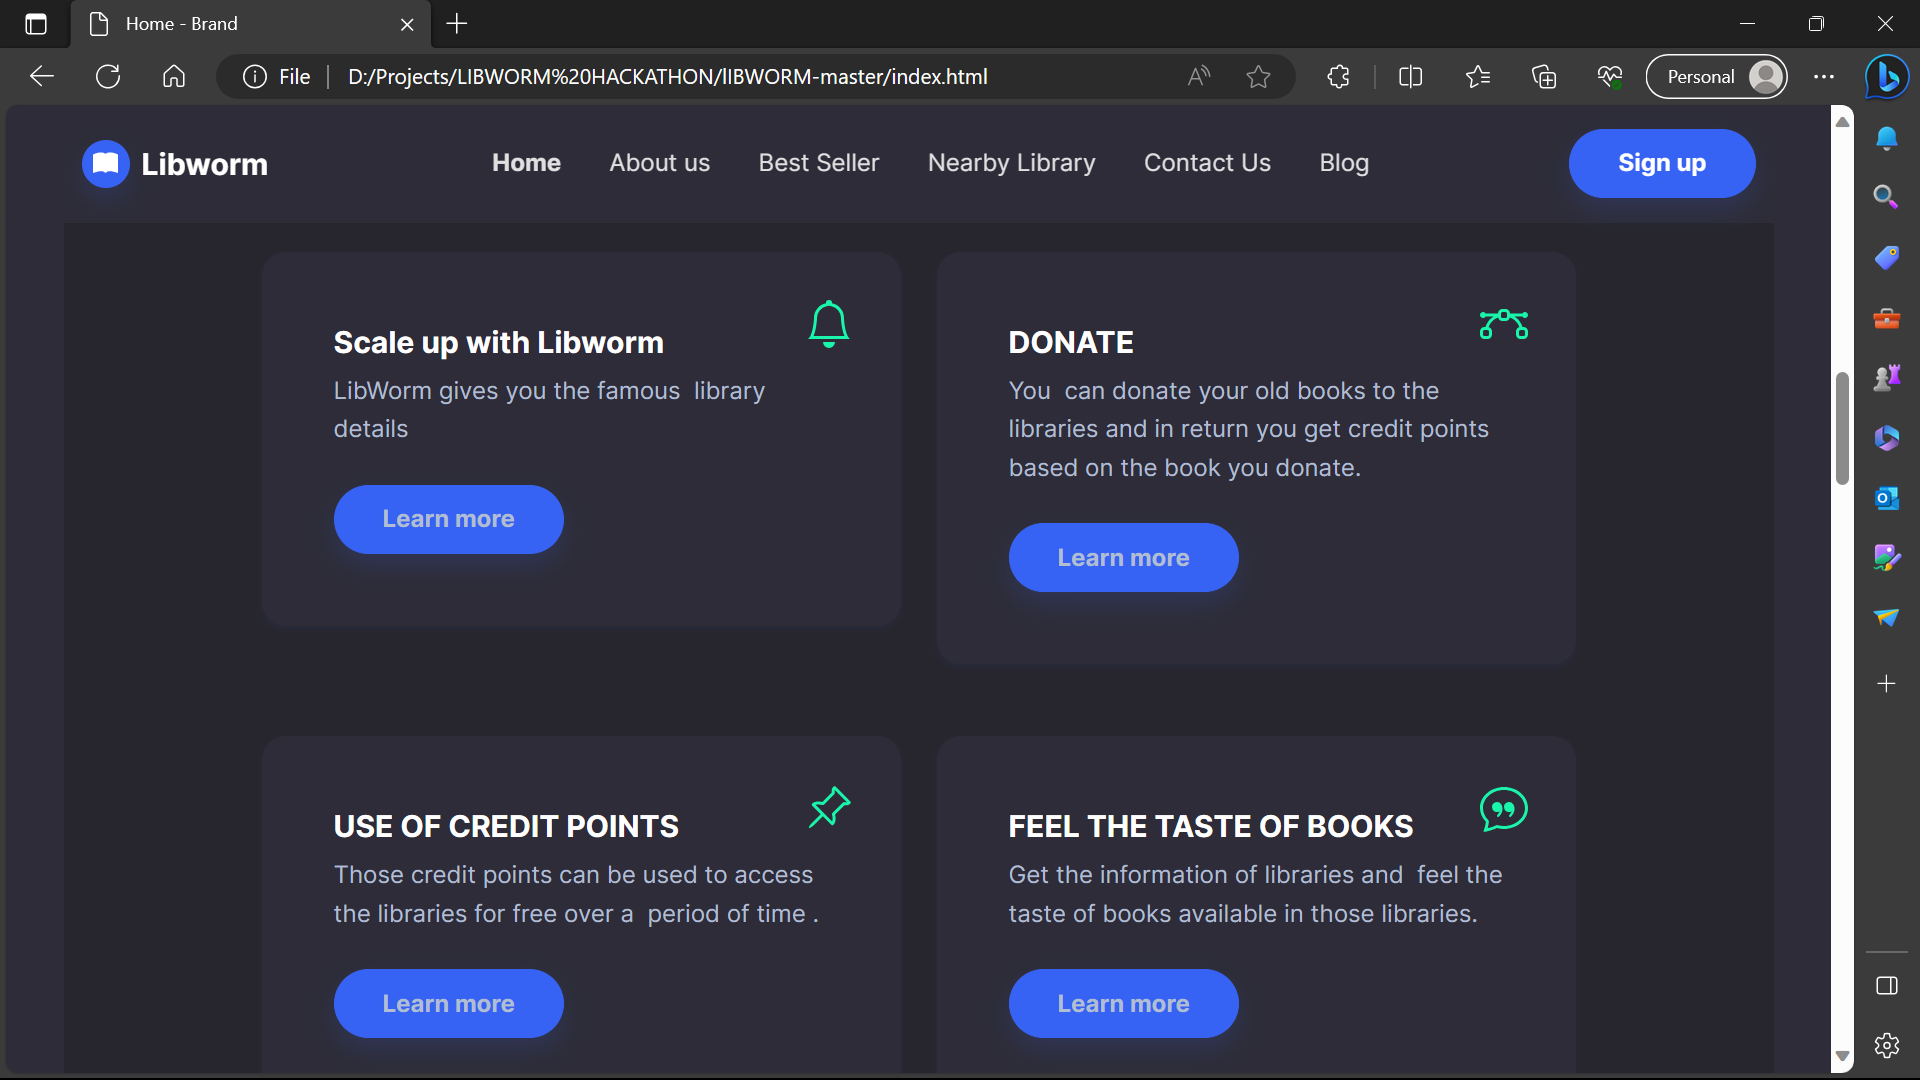 Home - Brand
File D:/Projects/LIBWORM%20HACKATHON/lIBWORM-master/index.html
Personal
Libworm
Home About us Best Seller Nearby Library Contact Us Blog
Sign up
Scale up with Libworm
LibWorm gives you the famous  library
details
Learn more
DONATE
You  can donate your old books to the
libraries and in return you get credit points
based on the book you donate.
Learn more
USE OF CREDIT POINTS
Those credit points can be used to access
the libraries for free over a  period of time .
Learn more
FEEL THE TASTE OF BOOKS
Get the information of libraries and  feel the
taste of books available in those libraries.
Learn more